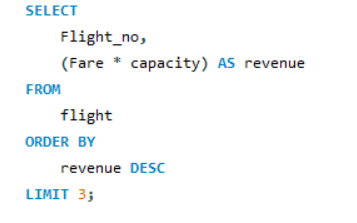 SELECT
Flight_no,
(Fare * capacity) AS revenue
FROM
flight
ORDER BY
revenue DESC
LIMIT 3;